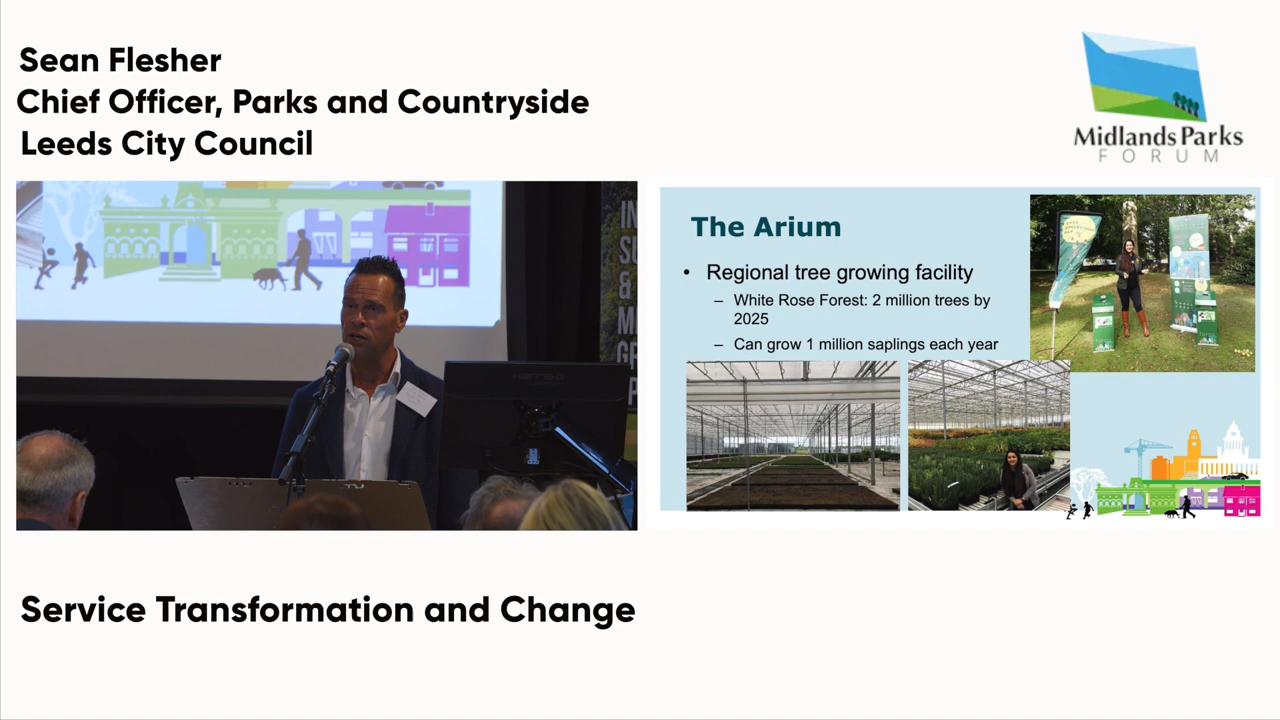 Sean Flesher
Chief Officer, Parks and Countryside
Leeds City Council
Midlands Parks
FORUM
The Arium
• Regional tree growing facility
– White Rose Forest: 2 million trees by
2025
– Can grow 1 million saplings each year
Service Transformation and Change